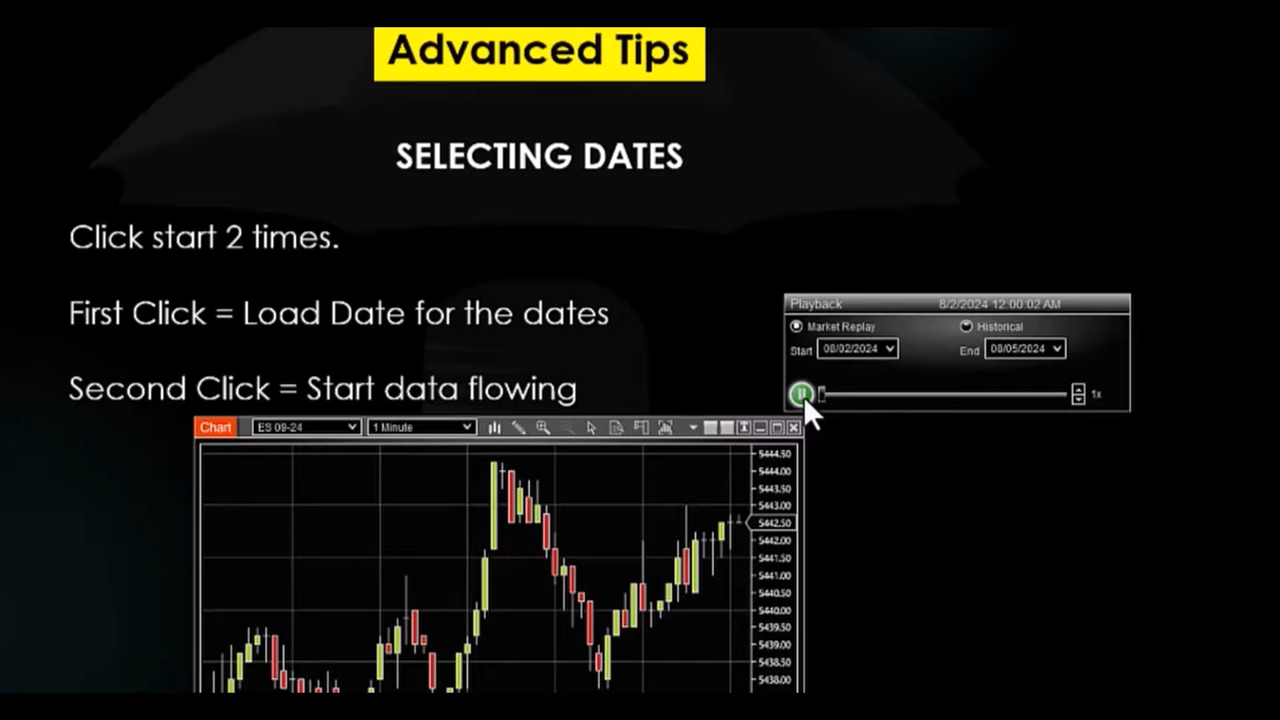 Advanced Tips
SELECTING DATES
Click start 2 times.
First Click = Load Date for the dates
Second Click = Start data flowing
Playback 8/2/2024 12:00:02 AM
Market Replay Historical
Start 08/02/2024 End 08/05/2024
1x
Chart ES 09-24 1 Minute
5444.50
5444.00
5443.50
5443.00
5442.50
5442.00
5441.50
5441.00
5440.50
5440.00
5439.50
5439.00
5438.50
5438.00